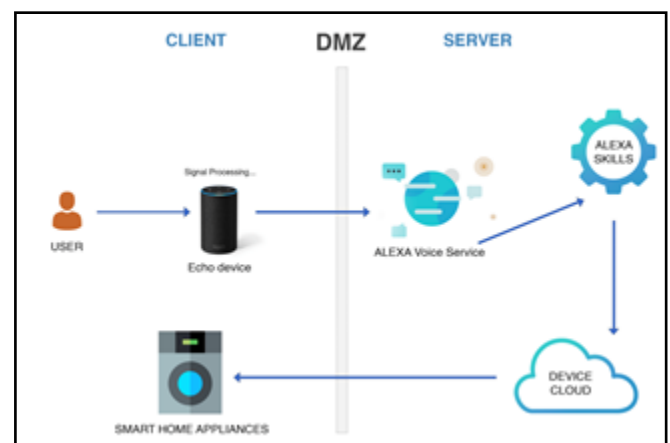 CLIENT
DMZ
SERVER
Signal Processing...
ALEXA
SKILLS
USER
Echo device
ALEXA Voice Service
DEVICE
CLOUD
SMART HOME APPLIANCES